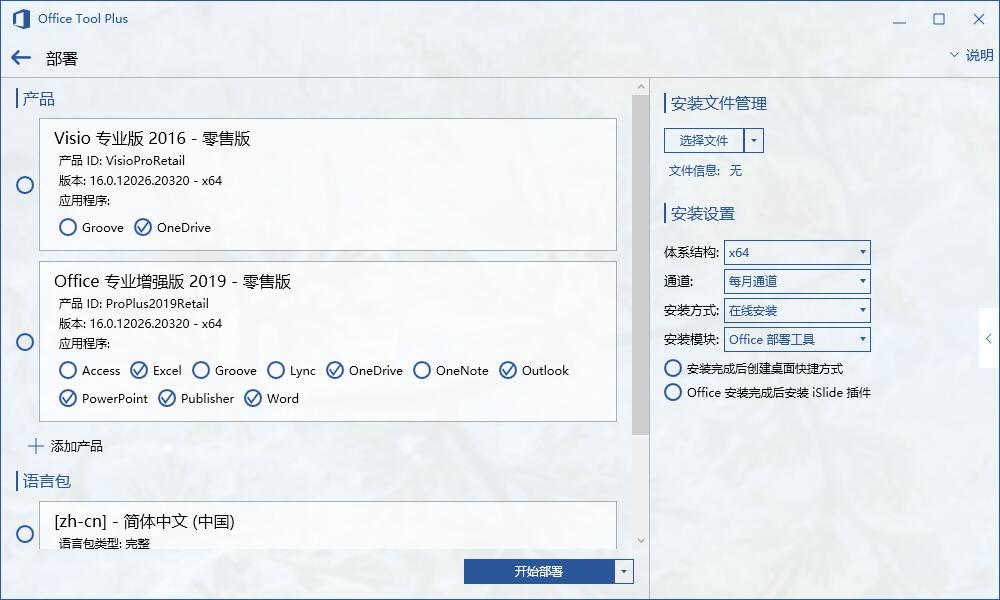 Office Tool Plus
部署
说明
产品
Visio 专业版 2016 - 零售版
产品 ID: VisioProRetail
版本: 16.0.12026.20320 - x64
应用程序:
Groove OneDrive
Office 专业增强版 2019 - 零售版
产品 ID: ProPlus2019Retail
版本: 16.0.12026.20320 - x64
应用程序:
Access Excel Groove Lync OneDrive OneNote Outlook
PowerPoint Publisher Word
添加产品
语言包
[zh-cn] - 简体中文 (中国)
语言包类型: 完整
开始部署
安装文件管理
选择文件
文件信息: 无
安装设置
体系结构: x64
通道: 每月通道
安装方式: 在线安装
安装模块: Office 部署工具
安装完成后创建桌面快捷方式
Office 安装完成后安装 iSlide 插件